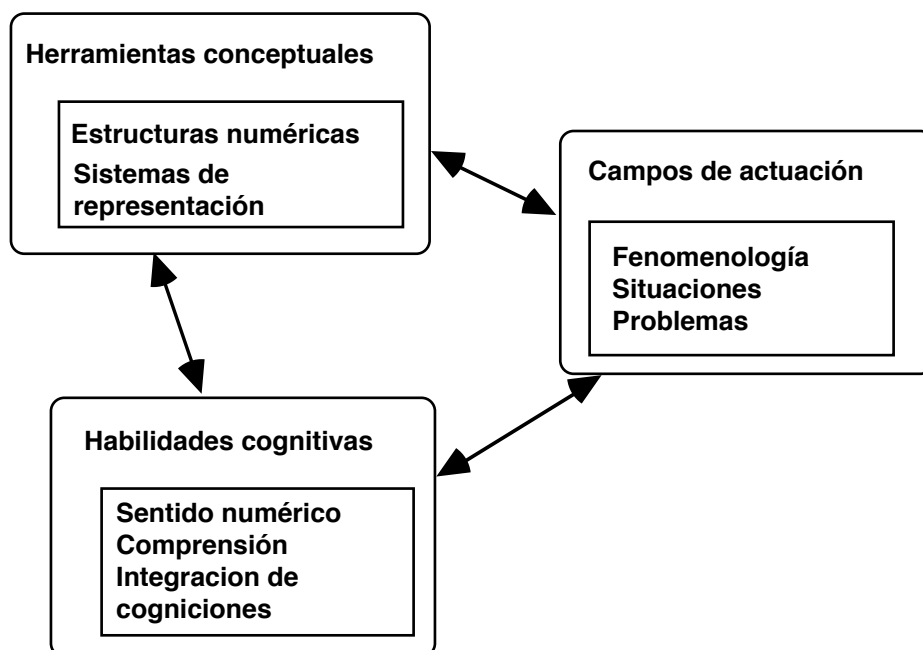 Herramientas conceptuales
Estructuras numéricas
Sistemas de
representación
Campos de actuación
Fenomenología
Situaciones
Problemas
Habilidades cognitivas
Sentido numérico
Comprensión
Integracion de
cogniciones